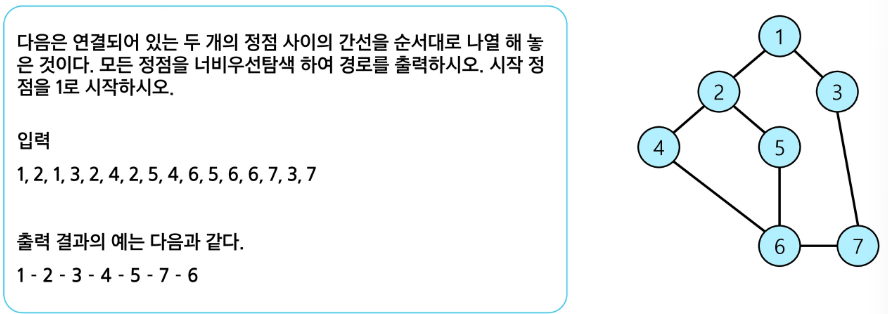 다음은 연결되어 있는 두 개의 정점 사이의 간선을 순서대로 나열 해 놓
은 것이다. 모든 정점을 너비우선탐색 하여 경로를 출력하시오. 시작 정
점을 1로 시작하시오.
입력
1, 2, 1, 3, 2, 4, 2, 5, 4, 6, 5, 6, 6, 7, 3, 7
출력 결과의 예는 다음과 같다.
1 - 2 - 3 - 4 - 5 - 7 - 6
1
2 3
4 5
6 7